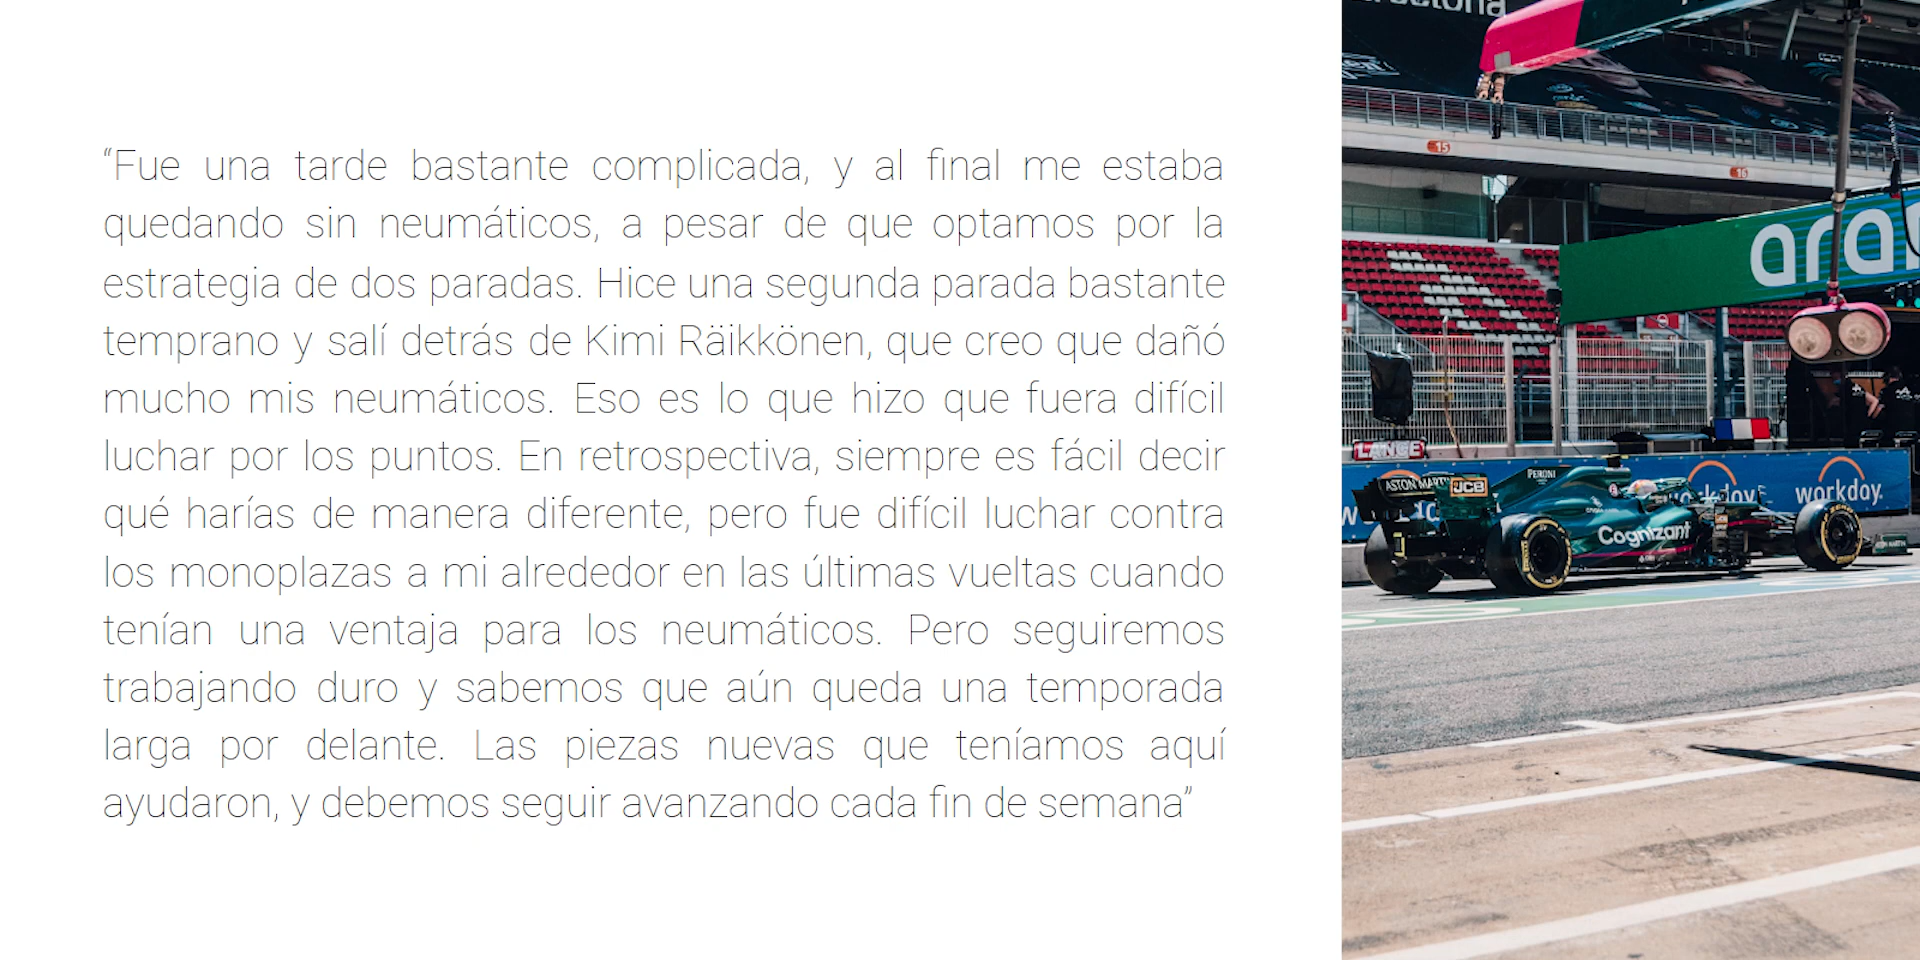 “Fue una tarde bastante complicada, y al final me estaba
quedando sin neumáticos, a pesar de que optamos por la
estrategia de dos paradas. Hice una segunda parada bastante
temprano y salí detrás de Kimi Räikkönen, que creo que dañó
mucho mis neumáticos. Eso es lo que hizo que fuera difícil
luchar por los puntos. En retrospectiva, siempre es fácil decir
qué harías de manera diferente, pero fue difícil luchar contra
los monoplazas a mi alrededor en las últimas vueltas cuando
tenían una ventaja para los neumáticos. Pero seguiremos
trabajando duro y sabemos que aún queda una temporada
larga por delante. Las piezas nuevas que teníamos aquí
ayudaron, y debemos seguir avanzando cada fin de semana”
15
16
ara
LANCE
ASTON MARTI
JCB
PERONI
Cognizant
workday.